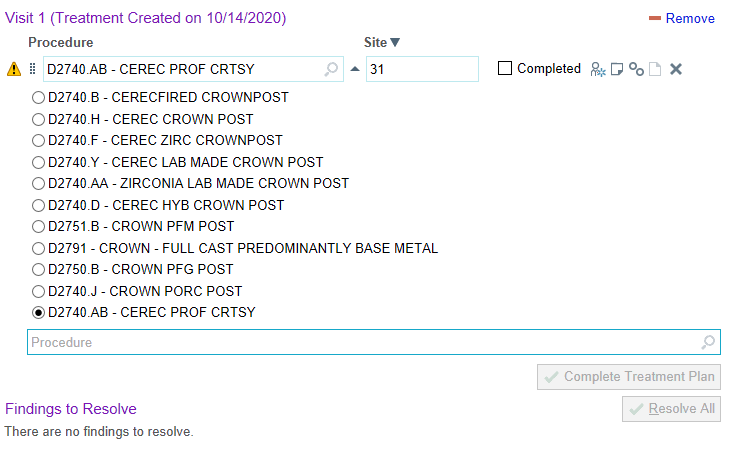 Visit 1 (Treatment Created on 10/14/2020)
Remove
Procedure
Site
D2740.AB - CEREC PROF CRTSY
31
Completed
D2740.B - CERECFIRED CROWNPOST
D2740.H - CEREC CROWN POST
D2740.F - CEREC ZIRC CROWNPOST
D2740.Y - CEREC LAB MADE CROWN POST
D2740.AA - ZIRCONIA LAB MADE CROWN POST
D2740.D - CEREC HYB CROWN POST
D2751.B - CROWN PFM POST
D2791 - CROWN - FULL CAST PREDOMINANTLY BASE METAL
D2750.B - CROWN PFG POST
D2740.J - CROWN PORC POST
D2740.AB - CEREC PROF CRTSY
Procedure
Complete Treatment Plan
Findings to Resolve
Resolve All
There are no findings to resolve.